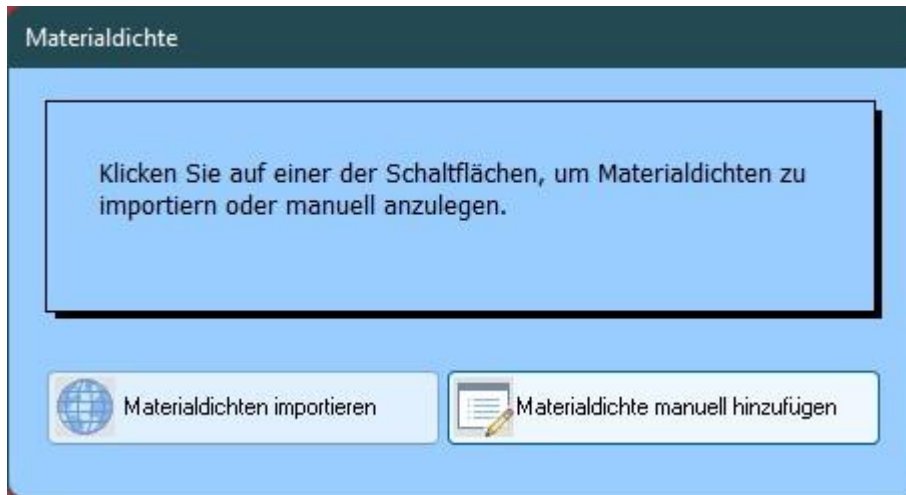 Materialdichte
Klicken Sie auf einer der Schaltflächen, um Materialdichten zu
importiern oder manuell anzulegen.
Materialdichten importieren
Materialdichte manuell hinzufügen